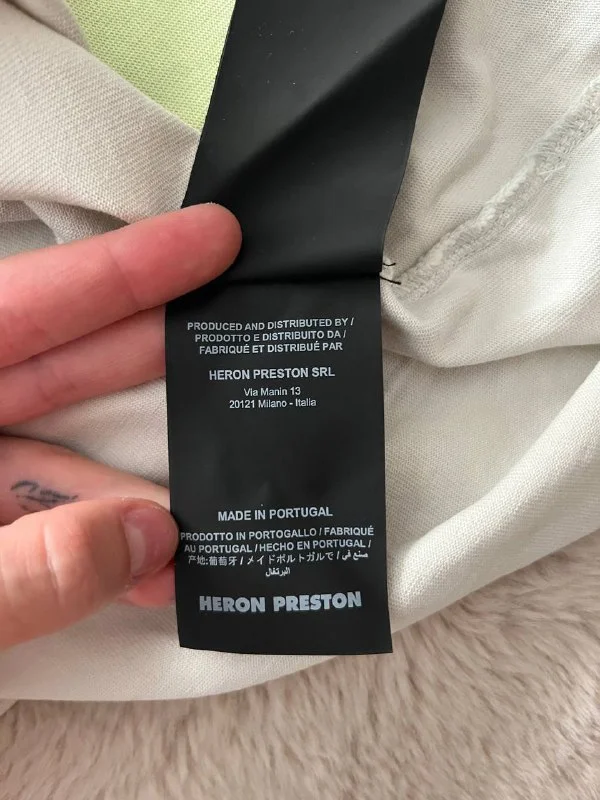 PRODUCED AND DISTRIBUTED BY /
PRODOTTO E DISTRIBUITO DA /
FABRIQUÉ ET DISTRIBUÉ PAR
HERON PRESTON SRL
Via Manin 13
20121 Milano - Italia
MADE IN PORTUGAL
PRODOTTO IN PORTOGALLO / FABRIQUÉ
AU PORTUGAL / HECHO EN PORTUGAL /
产地:葡萄牙 / メイドポルトガルで / صنع في
البرتغال
HERON PRESTON